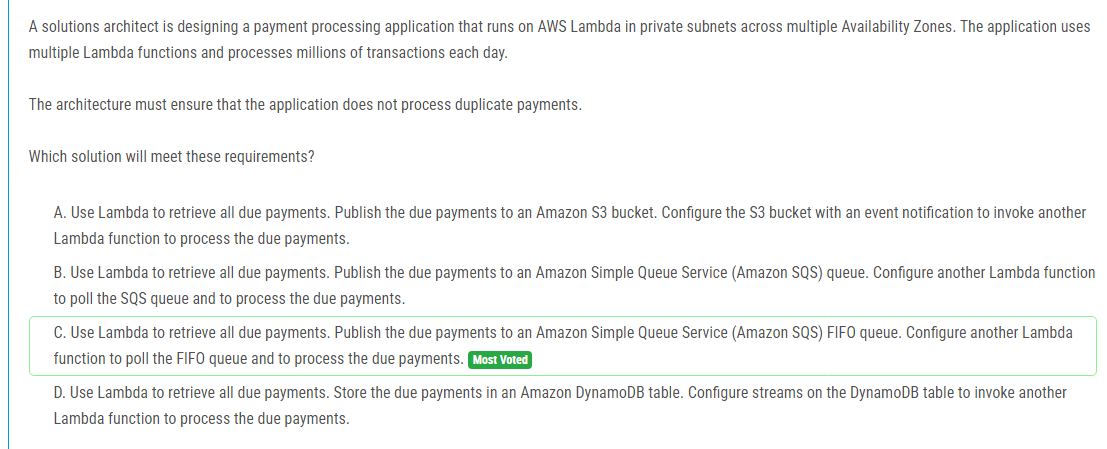 A solutions architect is designing a payment processing application that runs on AWS Lambda in private subnets across multiple Availability Zones. The application uses
multiple Lambda functions and processes millions of transactions each day.
The architecture must ensure that the application does not process duplicate payments.
Which solution will meet these requirements?
A. Use Lambda to retrieve all due payments. Publish the due payments to an Amazon S3 bucket. Configure the S3 bucket with an event notification to invoke another
Lambda function to process the due payments.
B. Use Lambda to retrieve all due payments. Publish the due payments to an Amazon Simple Queue Service (Amazon SQS) queue. Configure another Lambda function
to poll the SQS queue and to process the due payments.
C. Use Lambda to retrieve all due payments. Publish the due payments to an Amazon Simple Queue Service (Amazon SQS) FIFO queue. Configure another Lambda
function to poll the FIFO queue and to process the due payments. Most Voted
D. Use Lambda to retrieve all due payments. Store the due payments in an Amazon DynamoDB table. Configure streams on the DynamoDB table to invoke another
Lambda function to process the due payments.